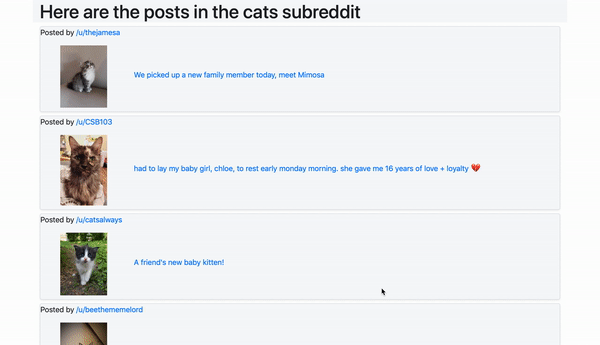 Here are the posts in the cats subreddit
Posted by /u/thejamesa
We picked up a new family member today, meet Mimosa
Posted by /u/CSB103
had to lay my baby girl, chloe, to rest early monday morning. she gave me 16 years of love + loyalty 💔
Posted by /u/catsalways
A friend's new baby kitten!
Posted by /u/beethememelord